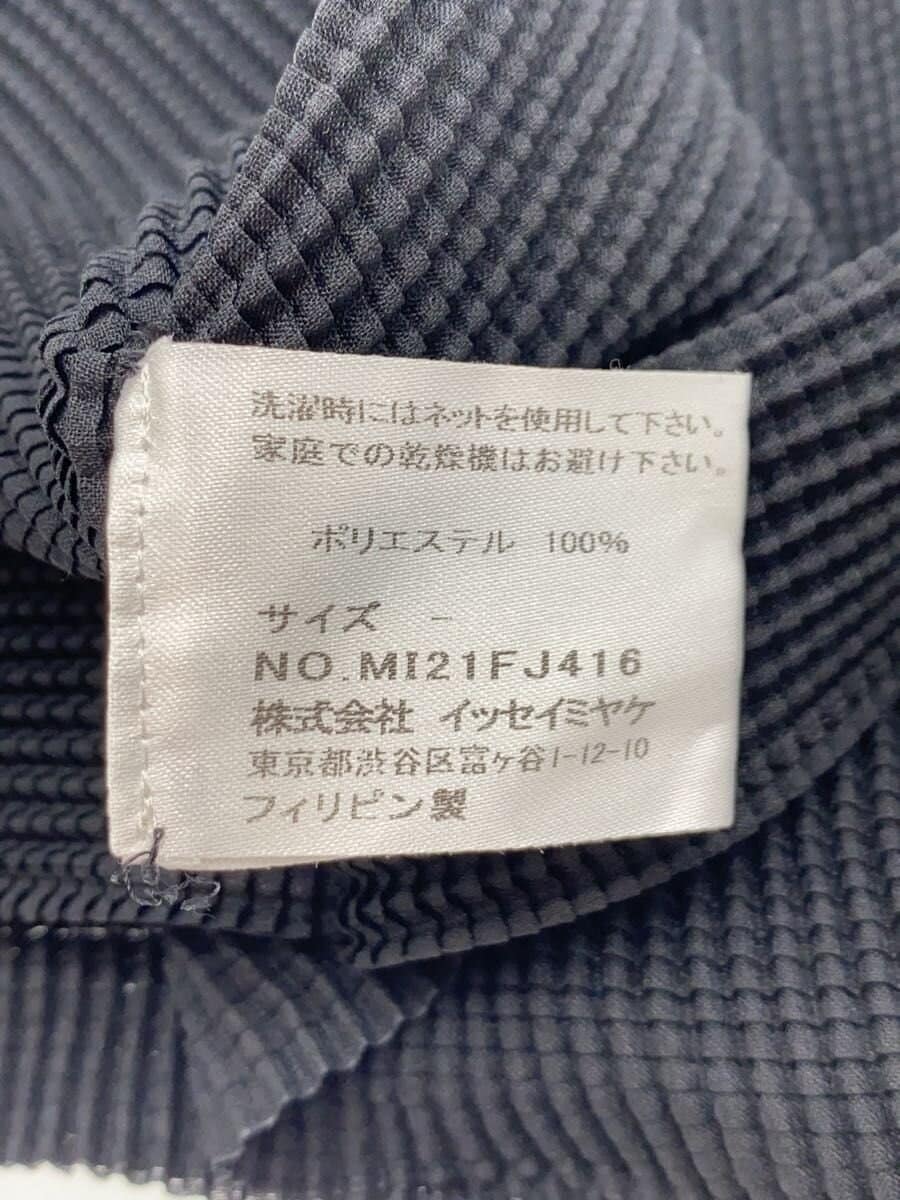 洗濯時にはネットを使用して下さい。
家庭での乾燥機はお避け下さい。
ポリエステル 100%
サイズ -
NO.MI21FJ416
株式会社 イッセイミヤケ
東京都渋谷区富ヶ谷1-12-10
フィリピン製